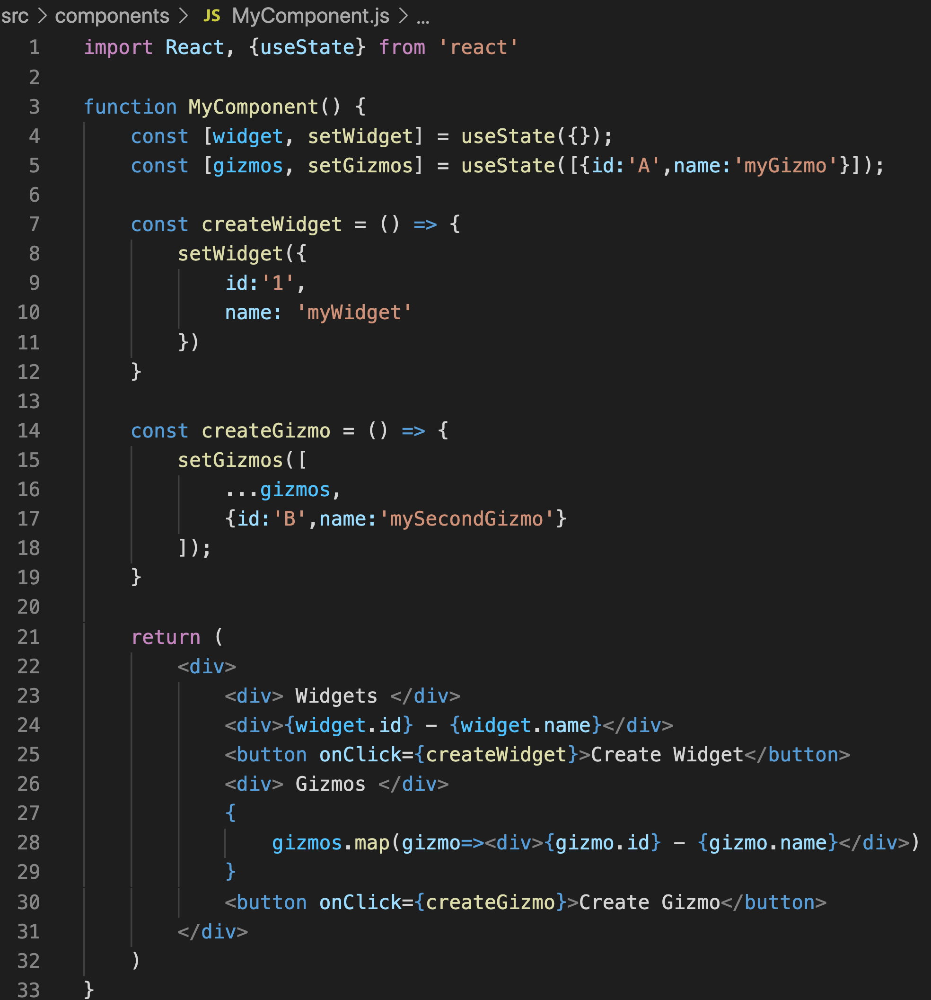 src > components > JS MyComponent.js > ...
1 import React, {useState} from 'react'
2
3 function MyComponent() {
4     const [widget, setWidget] = useState({});
5     const [gizmos, setGizmos] = useState([{id:'A',name:'myGizmo'}]);
6
7     const createWidget = () => {
8         setWidget({
9             id:'1',
10             name: 'myWidget'
11         })
12     }
13
14     const createGizmo = () => {
15         setGizmos([
16             ...gizmos,
17             {id:'B',name:'mySecondGizmo'}
18         ]);
19     }
20
21     return (
22         <div>
23             <div> Widgets </div>
24             <div>{widget.id} - {widget.name}</div>
25             <button onClick={createWidget}>Create Widget</button>
26             <div> Gizmos </div>
27             {
28                 gizmos.map(gizmo=><div>{gizmo.id} - {gizmo.name}</div>)
29             }
30             <button onClick={createGizmo}>Create Gizmo</button>
31         </div>
32     )
33 }